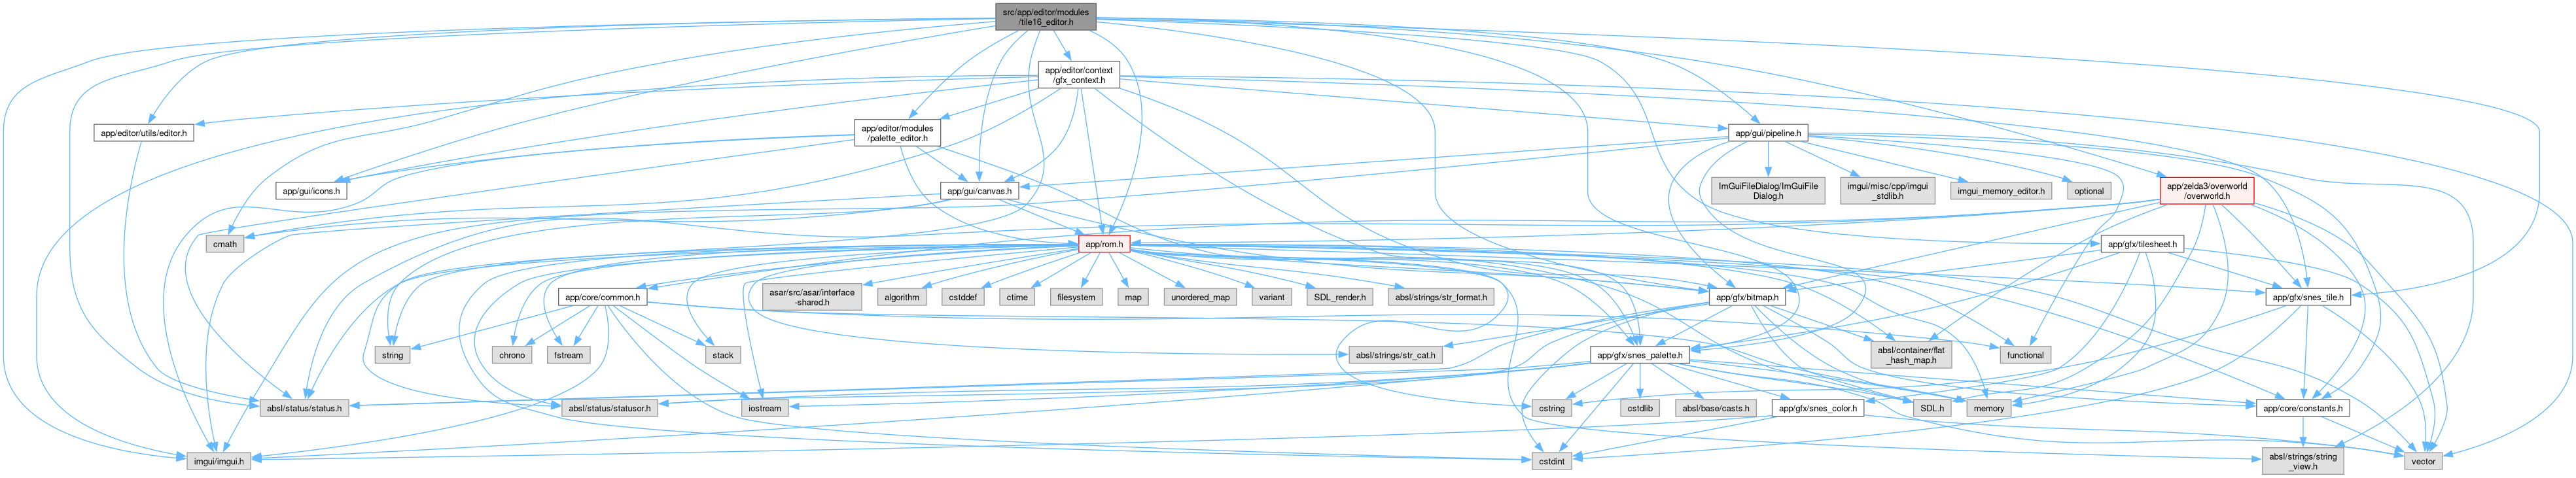 src/app/editor/modules
/tile16_editor.h
app/editor/context
/gfx_context.h
app/editor/utils/editor.h
app/editor/modules
/palette_editor.h
app/gui/pipeline.h
app/gui/icons.h
app/gui/canvas.h
ImGuiFileDialog/ImGuiFile
Dialog.h
imgui/misc/cpp/imgui
_stdlib.h
imgui_memory_editor.h
optional
app/zelda3/overworld
/overworld.h
cmath
app/rom.h
app/gfx/tilesheet.h
app/core/common.h
asar/src/asar/interface
-shared.h
algorithm
cstddef
ctime
filesystem
map
unordered_map
variant
SDL_render.h
absl/strings/str_format.h
app/gfx/bitmap.h
app/gfx/snes_tile.h
string
chrono
fstream
stack
absl/strings/str_cat.h
app/gfx/snes_palette.h
absl/container/flat
_hash_map.h
functional
absl/status/status.h
absl/status/statusor.h
iostream
cstring
cstdlib
absl/base/casts.h
app/gfx/snes_color.h
SDL.h
memory
app/core/constants.h
imgui/imgui.h
cstdint
absl/strings/string
_view.h
vector